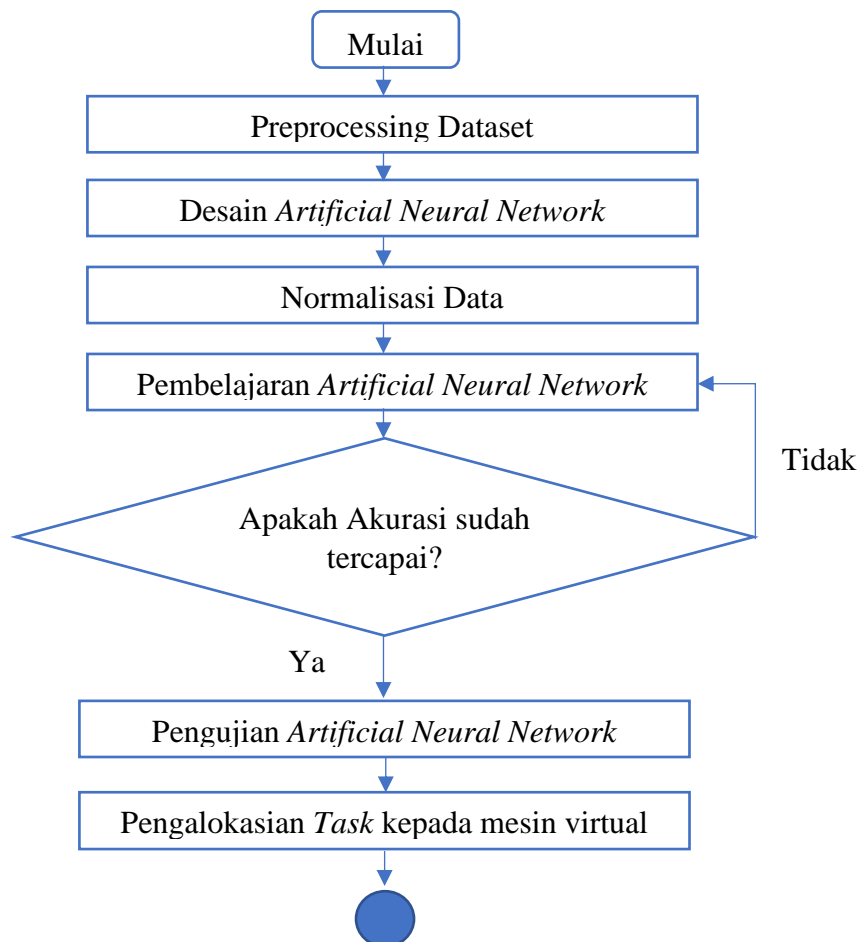 Mulai
Preprocessing Dataset
Desain Artificial Neural Network
Normalisasi Data
Pembelajaran Artificial Neural Network
Tidak
Apakah Akurasi sudah
tercapai?
Ya
Pengujian Artificial Neural Network
Pengalokasian Task kepada mesin virtual